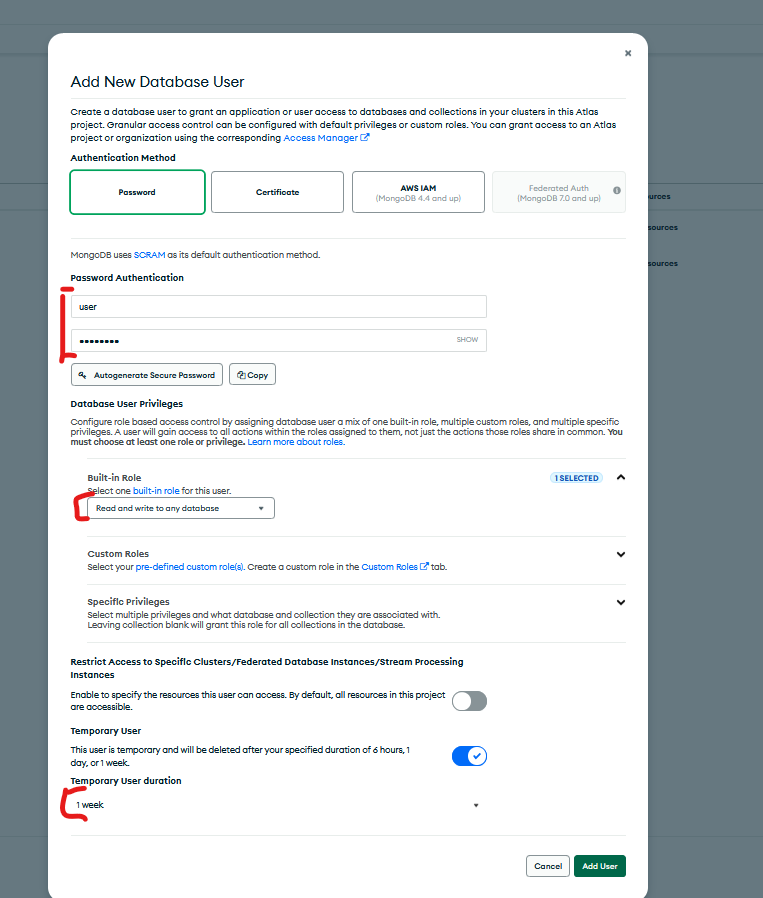 Add New Database User
Create a database user to grant an application or user access to databases and collections in your clusters in this Atlas
project. Granular access control can be configured with default privileges or custom roles. You can grant access to an Atlas
project or organization using the corresponding Access Manager
Authentication Method
Password
Certificate
AWS IAM
(MongoDB 4.4 and up)
Federated Auth
(MongoDB 7.0 and up)
MongoDB uses SCRAM as its default authentication method.
Password Authentication
user
SHOW
Autogenerate Secure Password
Copy
Database User Privileges
Configure role based access control by assigning database user a mix of one built-in role, multiple custom roles, and multiple specific
privileges. A user will gain access to all actions within the roles assigned to them, not just the actions those roles share in common. You
must choose at least one role or privilege. Learn more about roles.
Built-in Role
1 SELECTED
Select one built-in role for this user.
Read and write to any database
Custom Roles
Select your pre-defined custom role(s). Create a custom role in the Custom Roles tab.
Specific Privileges
Select multiple privileges and what database and collection they are associated with.
Leaving collection blank will grant this role for all collections in the database.
Restrict Access to Specific Clusters/Federated Database Instances/Stream Processing
Instances
Enable to specify the resources this user can access. By default, all resources in this project
are accessible.
Temporary User
This user is temporary and will be deleted after your specified duration of 6 hours, 1
day, or 1 week.
Temporary User duration
1 week
Cancel
Add User